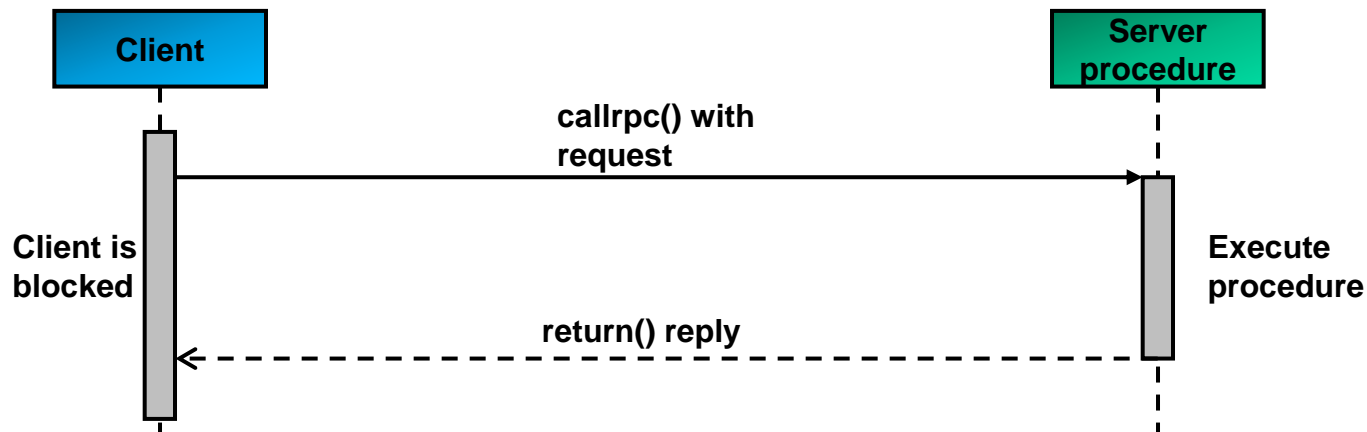 Client
Server
procedure
callrpc() with
request
Client is
blocked
Execute
procedure
return() reply